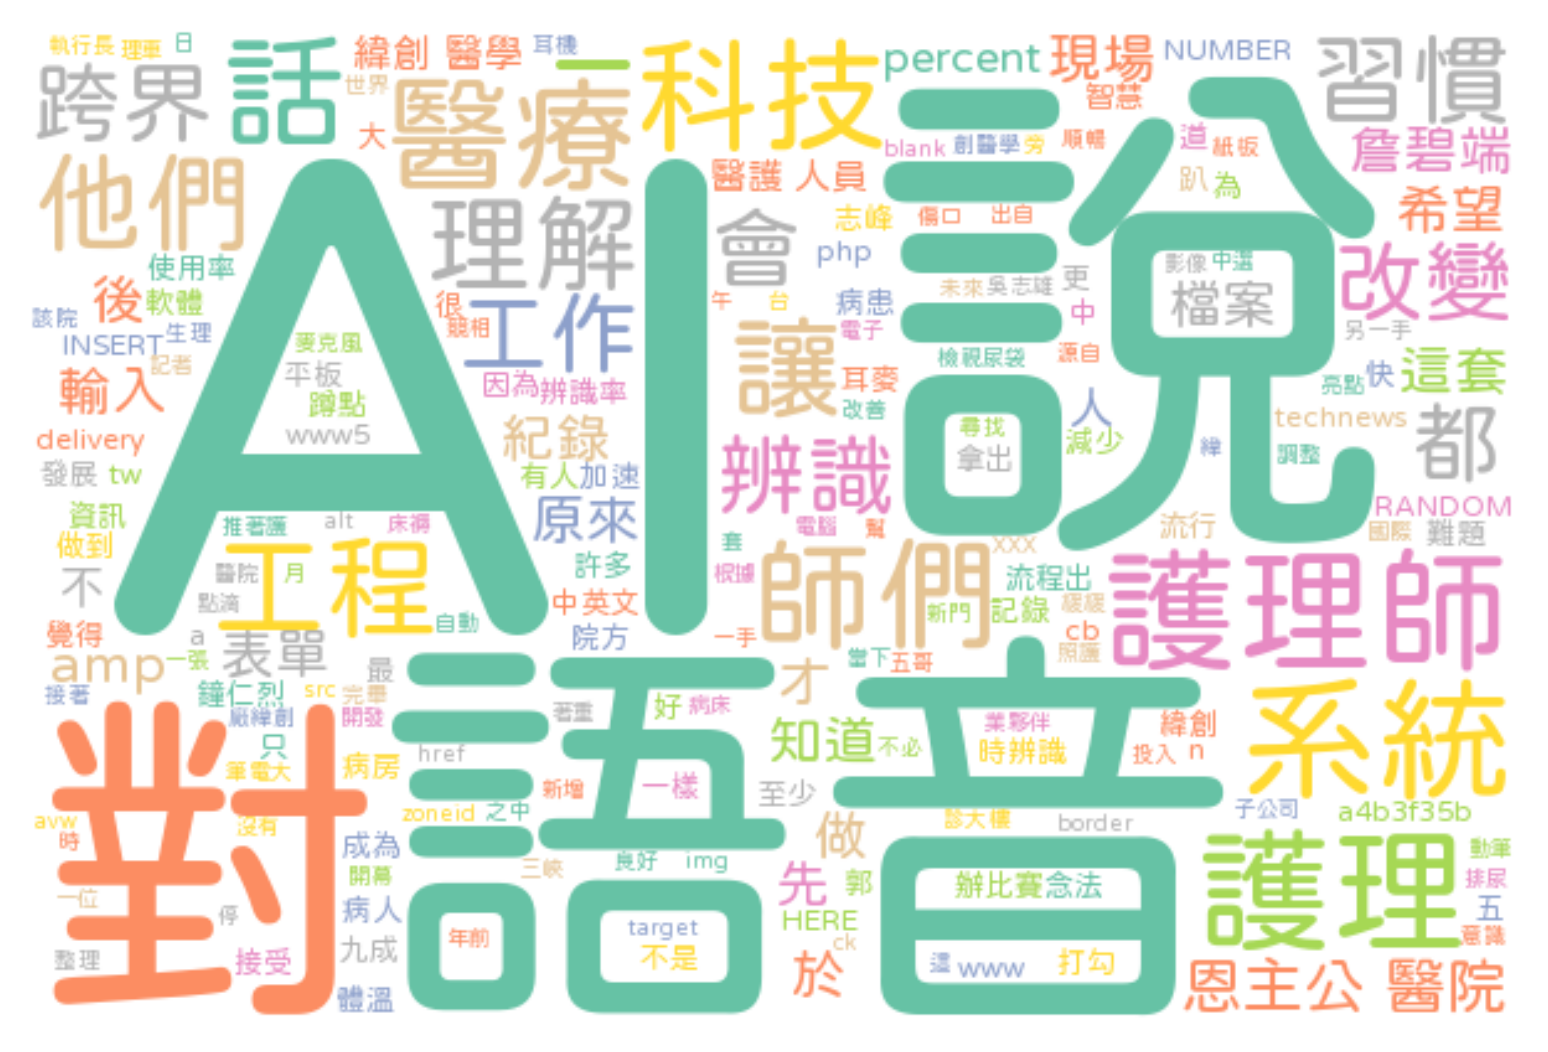 執行長 理事 日 話 緯創 醫學 耳機 一 科技 percent 現場 NUMBER 習慣
跨界 世界 醫療 智慧
大 blank 創醫學 旁 順暢 道 紙板 詹碧端
他們 AI 醫護 人員 說 趴 為
理解 會 志峰 傷口 出自 希望
使用率 php 影像 中選 改變
後 軟體 很 午 台 病患 未來 吳志雄 更 檔案
該院 生理 競相 工作 讓 電子 中 另一手
INSERT 麥克風 檢視尿袋 源自
記者 平板 因為 辨識率 耳麥 亮點 快 這套
輸入 蹲點 改善 人 technews 都
delivery www5 紀錄 辨識 尋找 減少 緯 調整
發展 tw 有人 加速 拿出
資訊 推著護 alt 床褥 原來 電腦 幫 流行 RANDOM
做到 工程 套 師們 xxx 國際 難題
不 醫院 月 許多 根據 流程出 護理師
點滴 中英文 新門 記錄 緩緩
覺得 a 自動 院方 一手 cb
amp 一張 表單 最 語音 才 當下 五哥 照護
接著 鐘仁烈 src 完畢 系統
廠緯創 開發 著重 好 病床 業夥伴 緯創
對 只 href 知道 不必 時辨識 投入 n
筆電大 病房 新增 一樣 至少
avw 沒有 zoneid 之中 診大樓 border 子公司 a4b3f35b
時 成為 做 護理 動筆
開幕 三峽 良好 img 先 郭 辦比賽 念法 排尿
一位 停 病人 HERE 五
年前 target ck 意識
整理 接受 九成 不是 於 這 www 打勾 恩主公 醫院
體溫